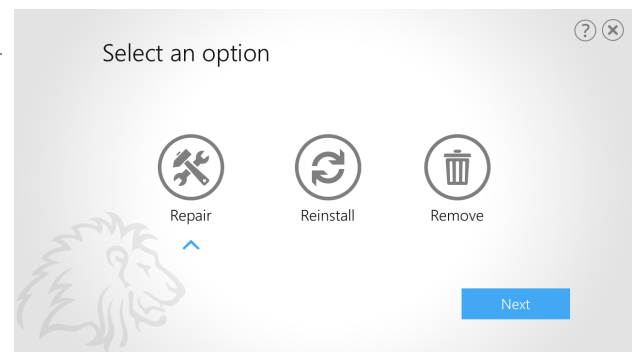 Select an option
Repair
Reinstall
Remove
Next